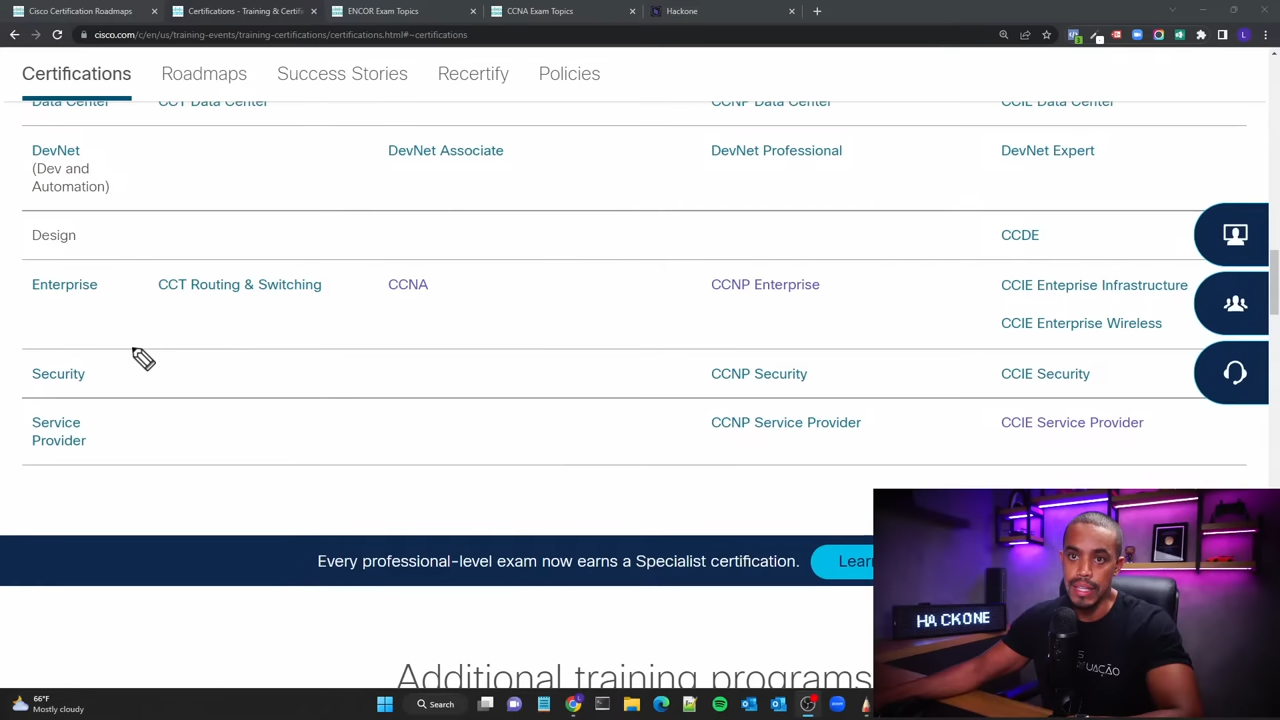 Cisco Certification Roadmaps
Certifications - Training & Certifi
ENCOR Exam Topics
CCNA Exam Topics
Hackone
cisco.com/c/en/us/training-events/training-certifications/certifications.html#~certifications
Certifications
Roadmaps
Success Stories
Recertify
Policies
Data Center
CCT Data Center
CCNP Data Center
CCIE Data Center
DevNet
(Dev and
Automation)
DevNet Associate
DevNet Professional
DevNet Expert
Design
CCDE
Enterprise
CCT Routing & Switching
CCNA
CCNP Enterprise
CCIE Enteprise Infrastructure
CCIE Enterprise Wireless
Security
CCNP Security
CCIE Security
Service
Provider
CCNP Service Provider
CCIE Service Provider
Every professional-level exam now earns a Specialist certification.
Lear
Additional training programs
HACKONE
UAÇÃO
66°F
Mostly cloudy
Search